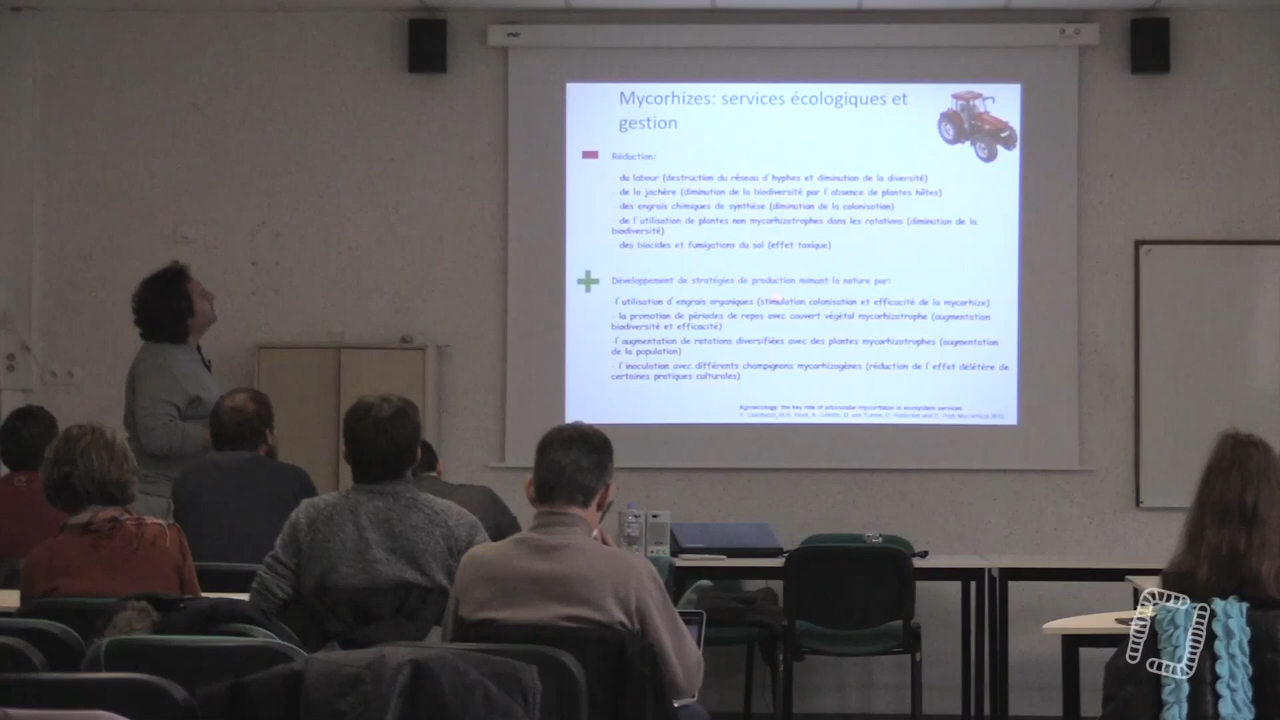 Mycorhizes: services écologiques et
gestion
Réduction:
du labour (destruction du réseau d'hyphes et diminution de la diversité)
de la jachère (diminution de la biodiversité par l'absence de plantes hôtes)
des engrais chimiques de synthèse (diminution de la colonisation)
de l'utilisation de plantes non mycorhizotrophes dans les rotations (diminution de la
biodiversité)
des biocides et fumigations du sol (effet toxique)
Développement de stratégies de production mimant la nature par:
l'utilisation d'engrais organiques (stimulation colonisation et efficacité de la mycorhize)
la promotion de périodes de repos avec couvert végétal mycorhizotrophe (augmentation
biodiversité et efficacité)
l'augmentation de rotations diversifiées avec des plantes mycorhizotrophes (augmentation
de la population)
l'inoculation avec différents champignons mycorhizogènes (réduction de l'effet délétère de
certaines pratiques culturales)
Agroecology: the key role of arbuscular mycorrhizas in ecosystem services